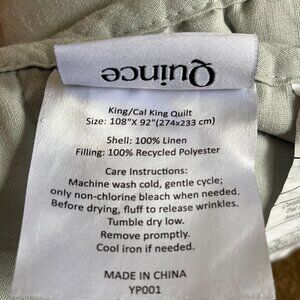 Quince
King/Cal King Quilt
Size: 108"X 92"(274x233 cm)
Shell: 100% Linen
Filling: 100% Recycled Polyester
Care Instructions:
Machine wash cold, gentle cycle;
only non-chlorine bleach when needed.
Before drying, fluff to release wrinkles.
Tumble dry low.
Remove promptly.
Cool iron if needed.
MADE IN CHINA
YP001